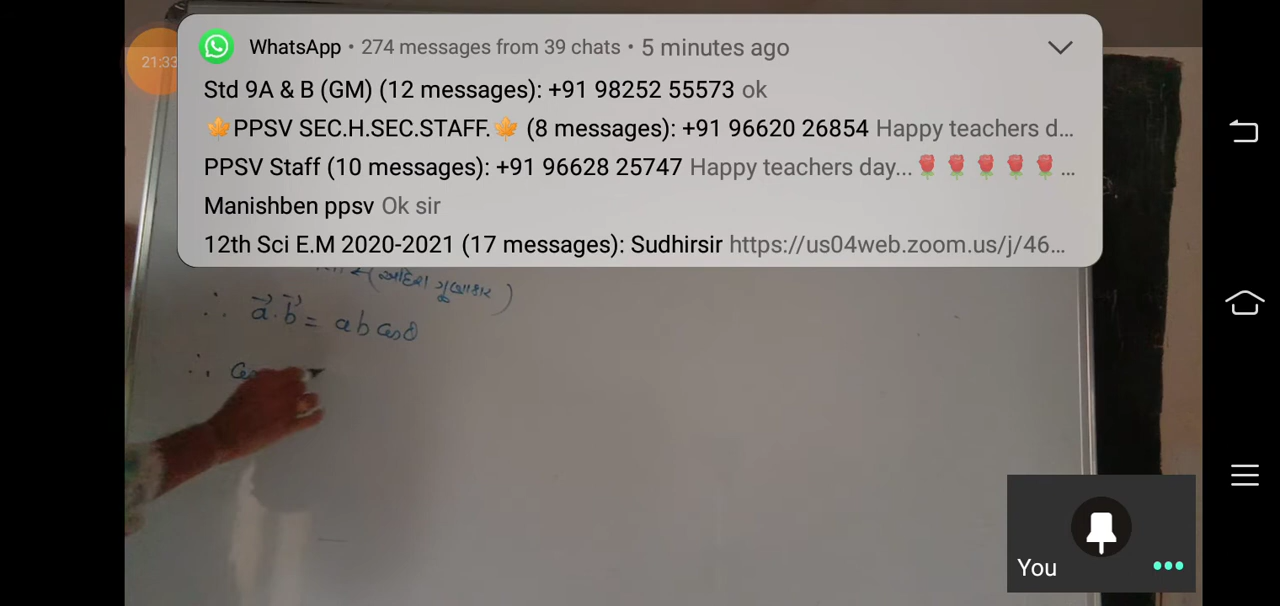 21:33
WhatsApp • 274 messages from 39 chats • 5 minutes ago
Std 9A & B (GM) (12 messages): +91 98252 55573 ok
🍁PPSV SEC.H.SEC.STAFF.🍁 (8 messages): +91 96620 26854 Happy teachers d...
PPSV Staff (10 messages): +91 96628 25747 Happy teachers day...🌹🌹🌹🌹🌹...
Manishben ppsv Ok sir
12th Sci E.M 2020-2021 (17 messages): Sudhirsir https://us04web.zoom.us/j/46...
(અદિશ ગુણાકાર)
∴ a⃗·b⃗ = ab cosθ
∴
You